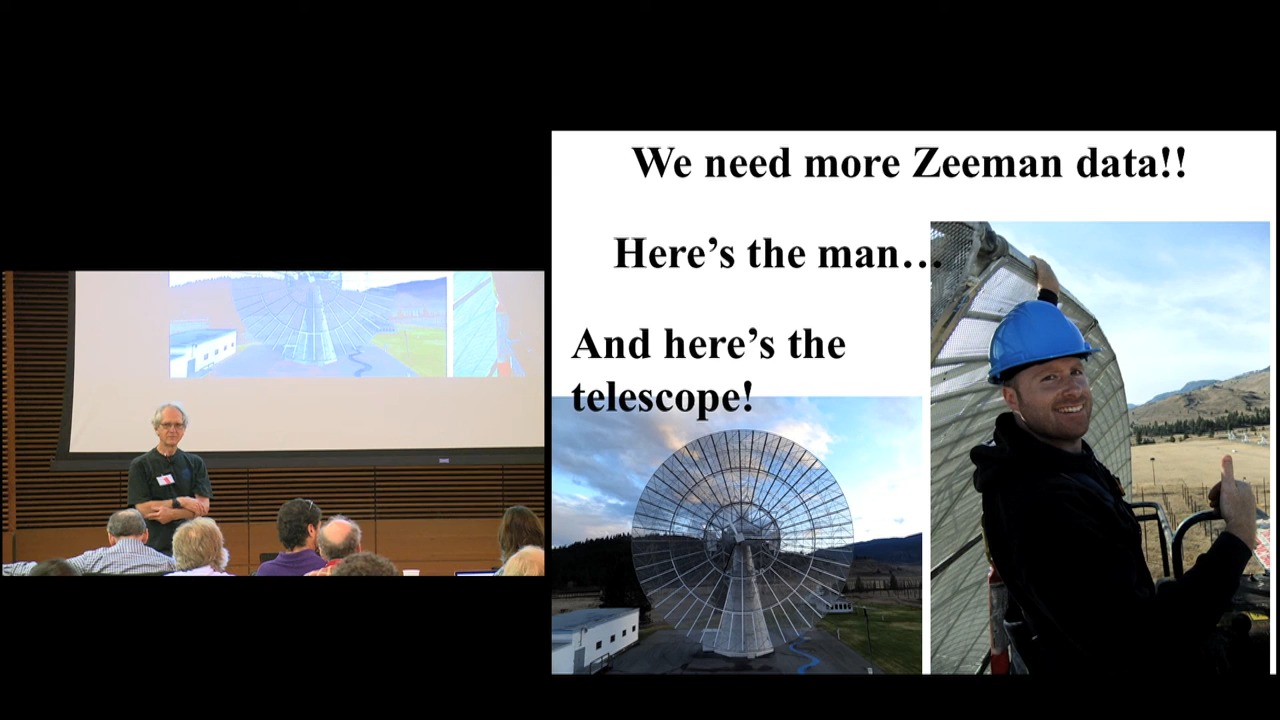 We need more Zeeman data!!
Here’s the man…
And here’s the
telescope!